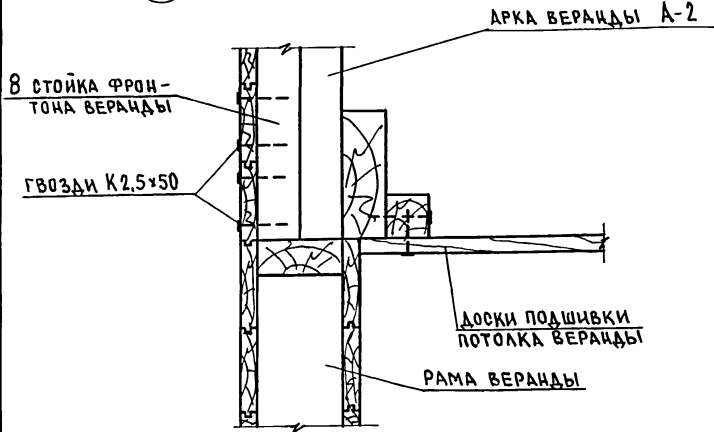 АРКА ВЕРАНДЫ А-2
8 СТОЙКА ФРОН-
ТОНА ВЕРАНДЫ
ГВОЗДИ К2,5×50
ДОСКИ ПОДШИВКИ
ПОТОЛКА ВЕРАНДЫ
РАМА ВЕРАНДЫ